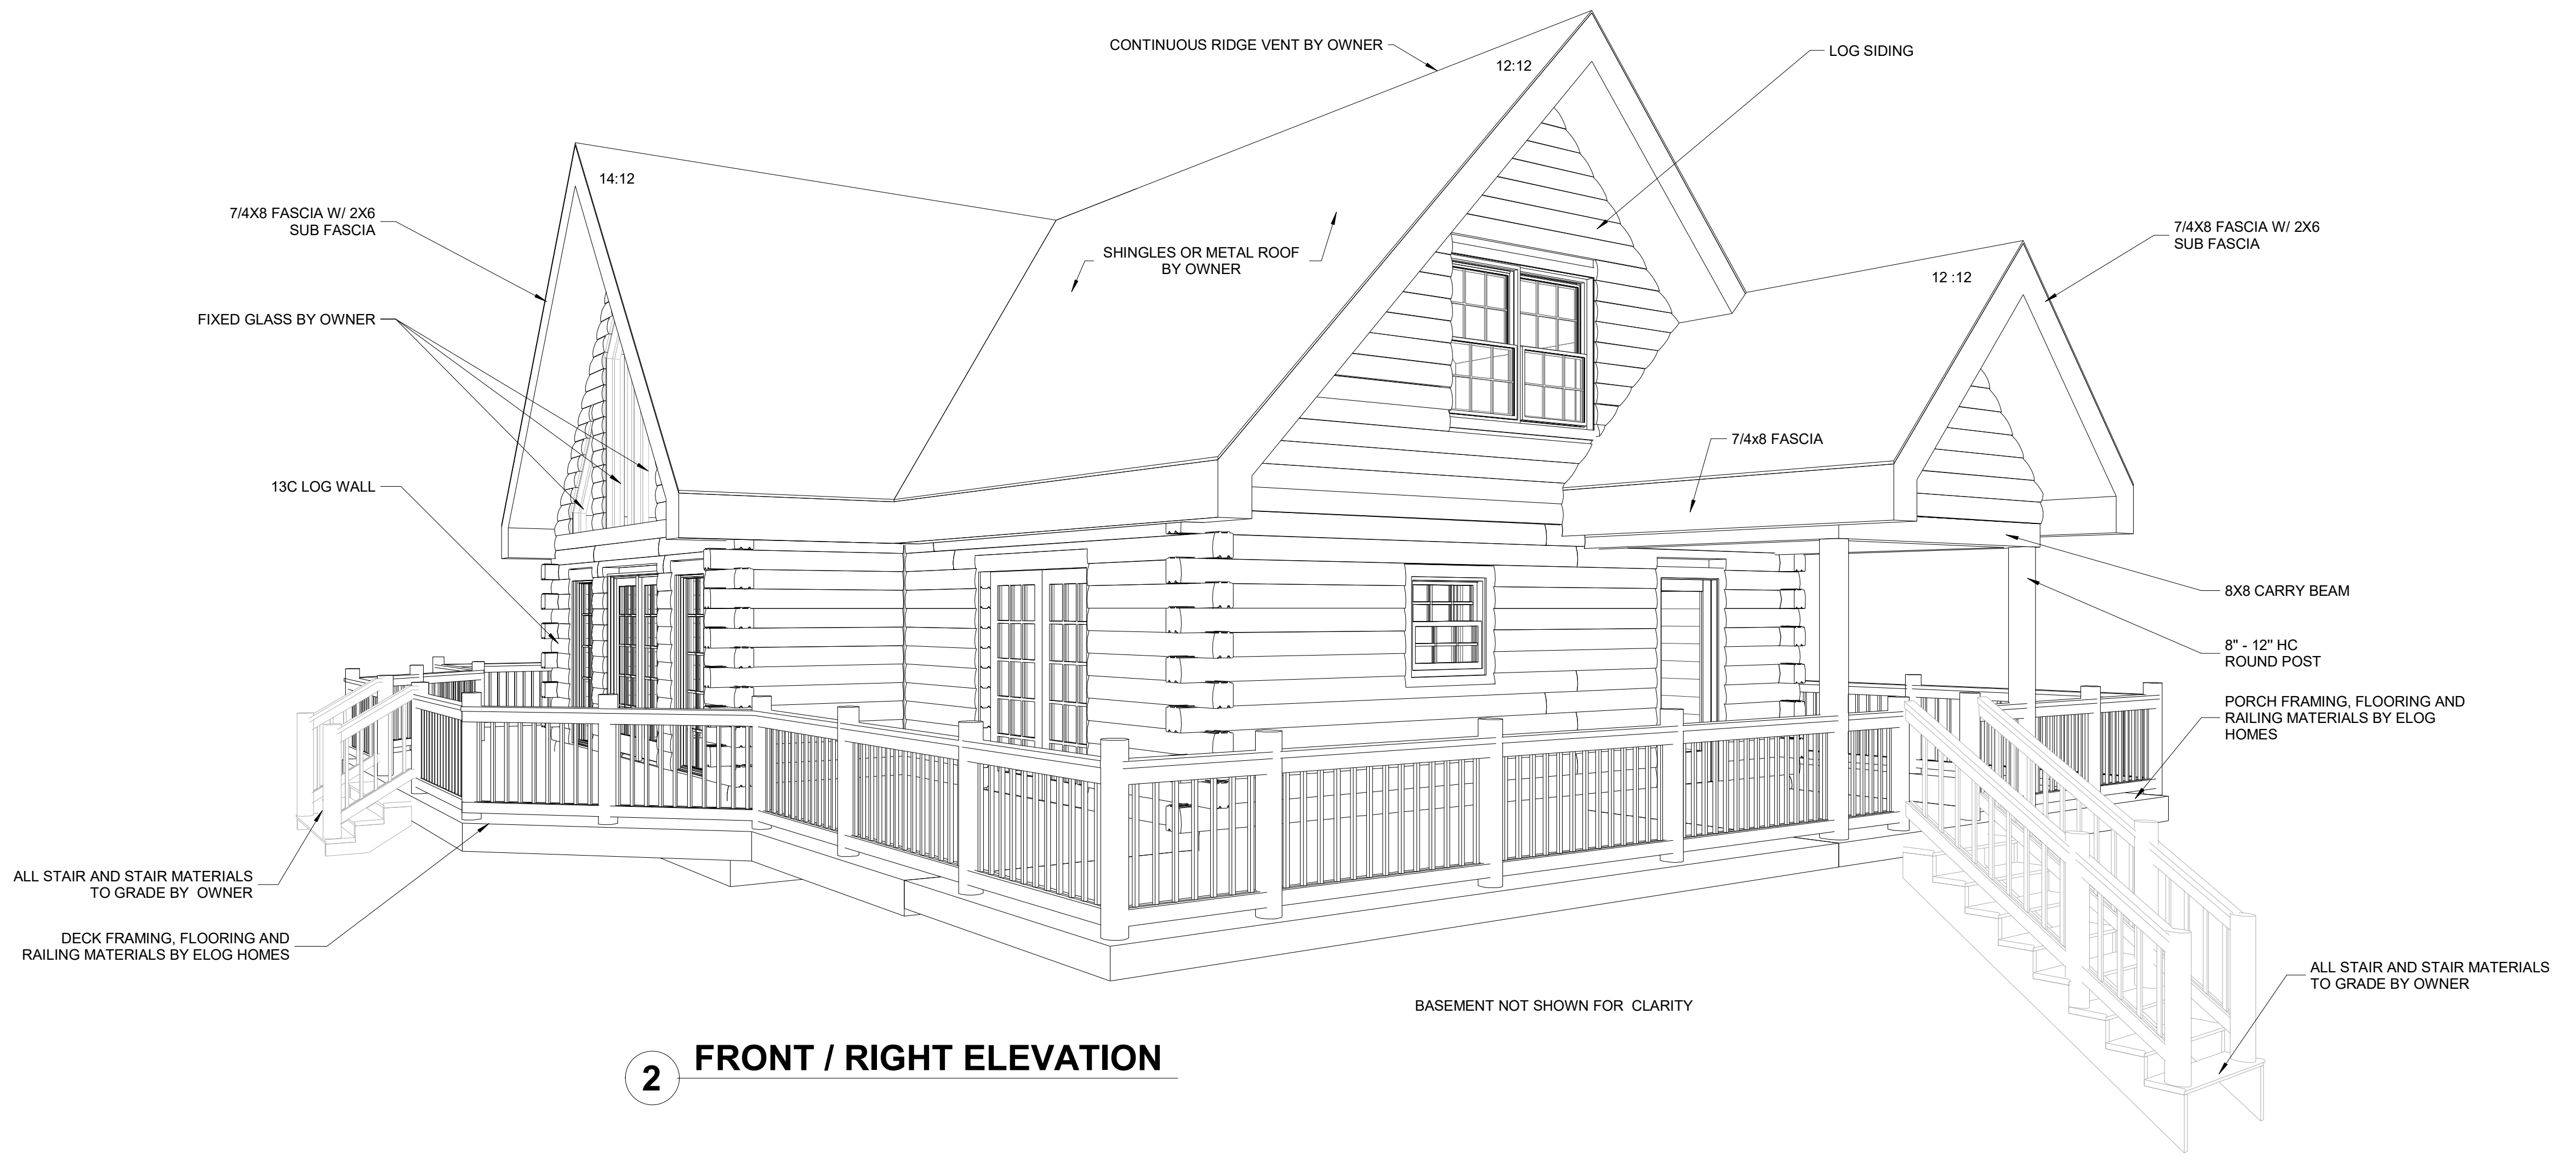 CONTINUOUS RIDGE VENT BY OWNER
12:12
LOG SIDING
14:12
7/4X8 FASCIA W/ 2X6
SUB FASCIA
7/4X8 FASCIA W/ 2X6
SUB FASCIA
SHINGLES OR METAL ROOF
BY OWNER
12 :12
FIXED GLASS BY OWNER
7/4x8 FASCIA
13C LOG WALL
8X8 CARRY BEAM
8" - 12" HC
ROUND POST
PORCH FRAMING, FLOORING AND
RAILING MATERIALS BY ELOG
HOMES
ALL STAIR AND STAIR MATERIALS
TO GRADE BY  OWNER
DECK FRAMING, FLOORING AND
RAILING MATERIALS BY ELOG HOMES
ALL STAIR AND STAIR MATERIALS
TO GRADE BY OWNER
BASEMENT NOT SHOWN FOR  CLARITY
2 FRONT / RIGHT ELEVATION